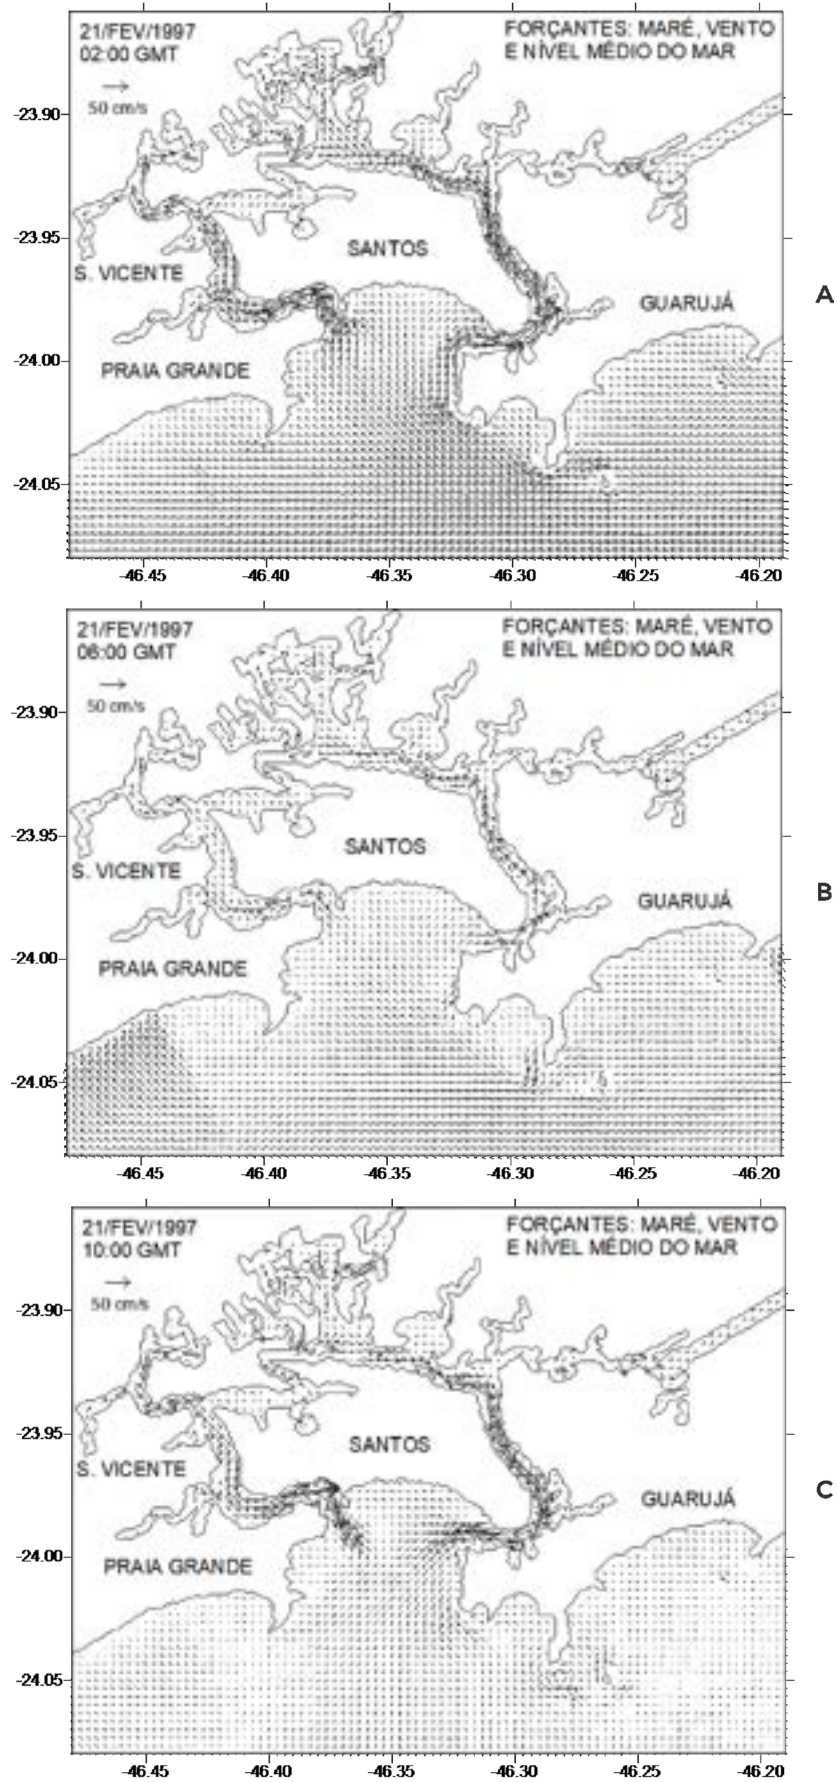 21/FEV/1997
02:00 GMT
50 cm/s
FORÇANTES: MARÉ, VENTO
E NÍVEL MÉDIO DO MAR
-23.90
-23.95
-24.00
-24.05
SANTOS
S. VICENTE
GUARUJÁ
PRAIA GRANDE
A
-46.45 -46.40 -46.35 -46.30 -46.25 -46.20
21/FEV/1997
06:00 GMT
50 cm/s
FORÇANTES: MARÉ, VENTO
E NÍVEL MÉDIO DO MAR
-23.90
-23.95
-24.00
-24.05
SANTOS
S. VICENTE
GUARUJÁ
PRAIA GRANDE
B
-46.45 -46.40 -46.35 -46.30 -46.25 -46.20
21/FEV/1997
10:00 GMT
50 cm/s
FORÇANTES: MARÉ, VENTO
E NÍVEL MÉDIO DO MAR
-23.90
-23.95
-24.00
-24.05
SANTOS
S. VICENTE
GUARUJÁ
PRAIA GRANDE
C
-46.45 -46.40 -46.35 -46.30 -46.25 -46.20